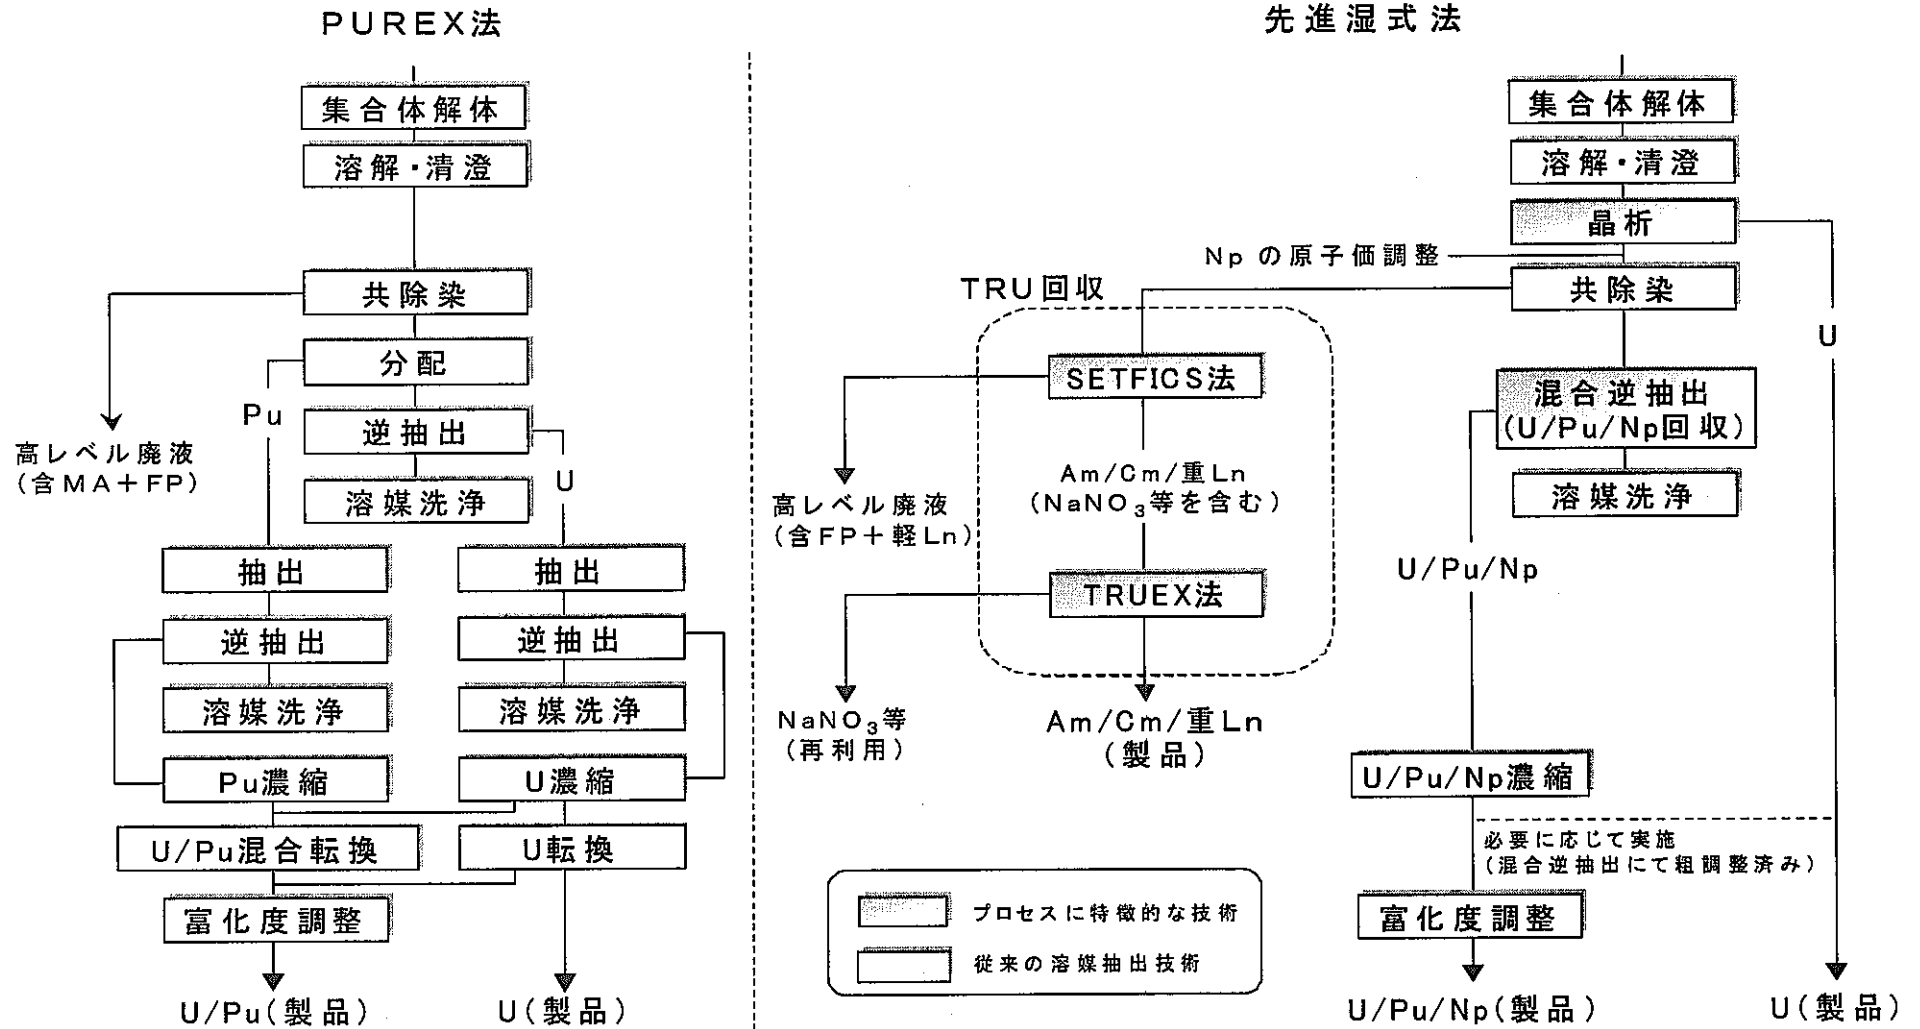 PUREX法
集合体解体
溶解・清澄
共除染
分配
Pu
逆抽出
高レベル廃液
(含MA+FP)
U
溶媒洗浄
抽出
抽出
逆抽出
逆抽出
溶媒洗浄
溶媒洗浄
Pu濃縮
U濃縮
U/Pu混合転換
U転換
富化度調整
U/Pu(製品)
U(製品)
先進湿式法
集合体解体
溶解・清澄
晶析
Npの原子価調整
TRU回収
共除染
U
SETFICS法
混合逆抽出
(U/Pu/Np回収)
Am/Cm/重Ln
(NaNO3等を含む)
高レベル廃液
(含FP+軽Ln)
溶媒洗浄
U/Pu/Np
TRUEX法
NaNO3等
(再利用)
Am/Cm/重Ln
(製品)
U/Pu/Np濃縮
必要に応じて実施
(混合逆抽出にて粗調整済み)
プロセスに特徴的な技術
従来の溶媒抽出技術
富化度調整
U/Pu/Np(製品)
U(製品)